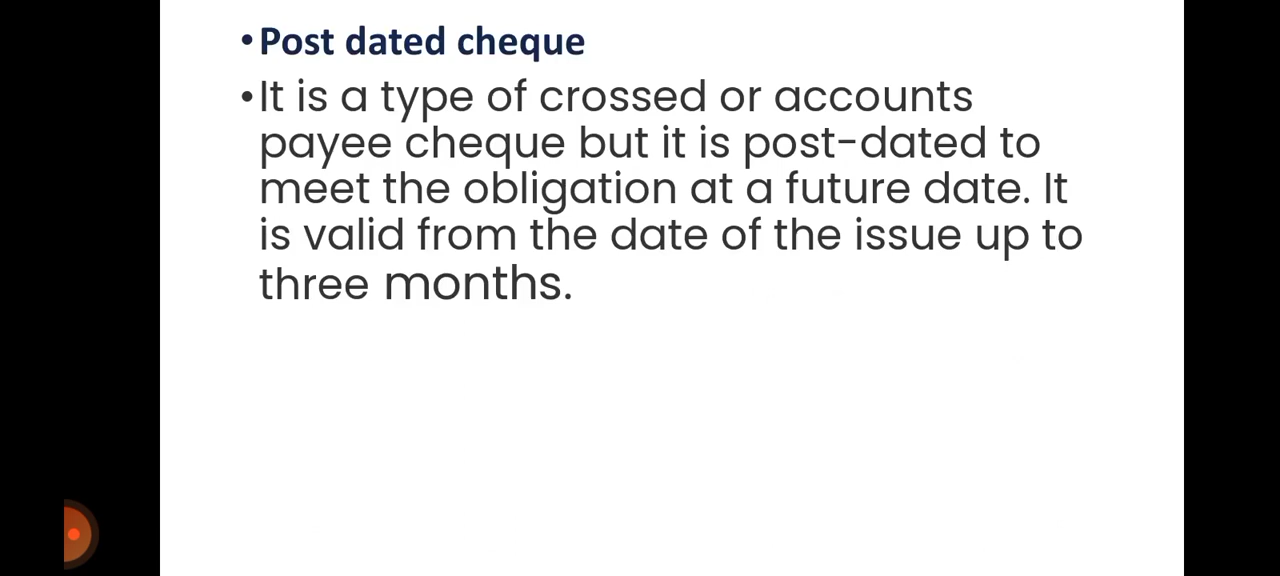 •Post dated cheque
•It is a type of crossed or accounts
payee cheque but it is post-dated to
meet the obligation at a future date. It
is valid from the date of the issue up to
three months.